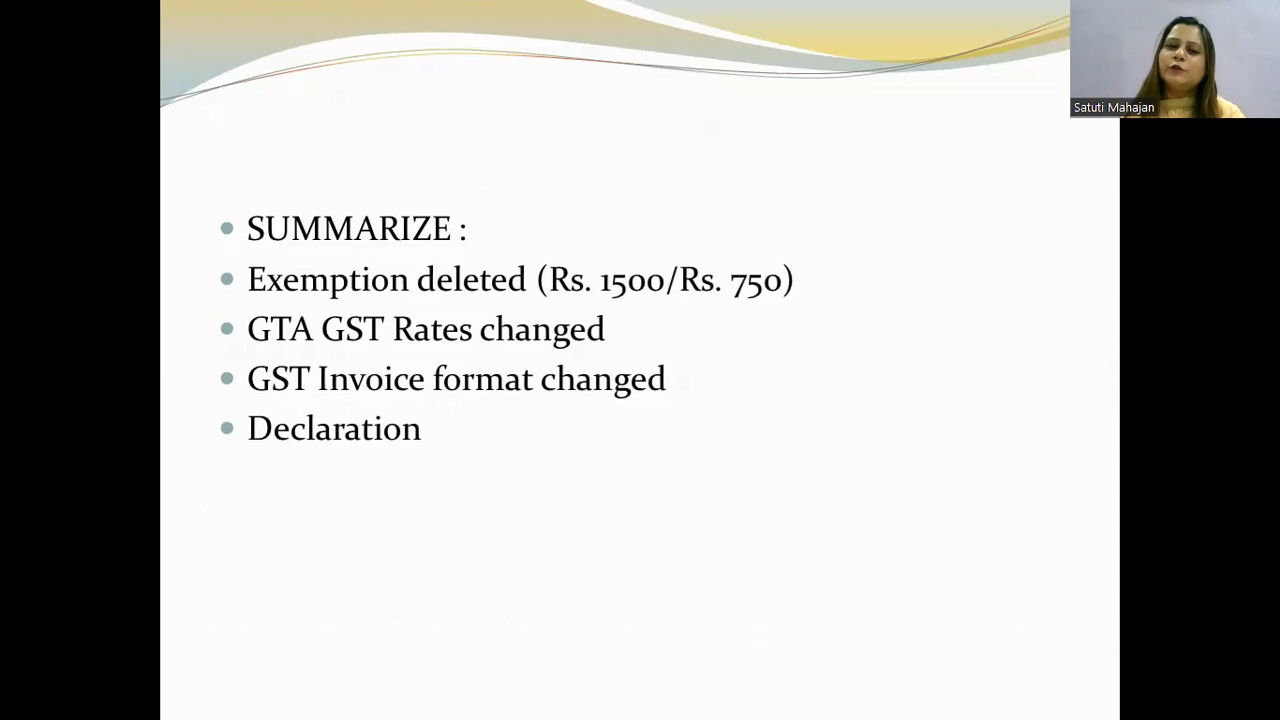 Satuti Mahajan
SUMMARIZE :
Exemption deleted (Rs. 1500/Rs. 750)
GTA GST Rates changed
GST Invoice format changed
Declaration